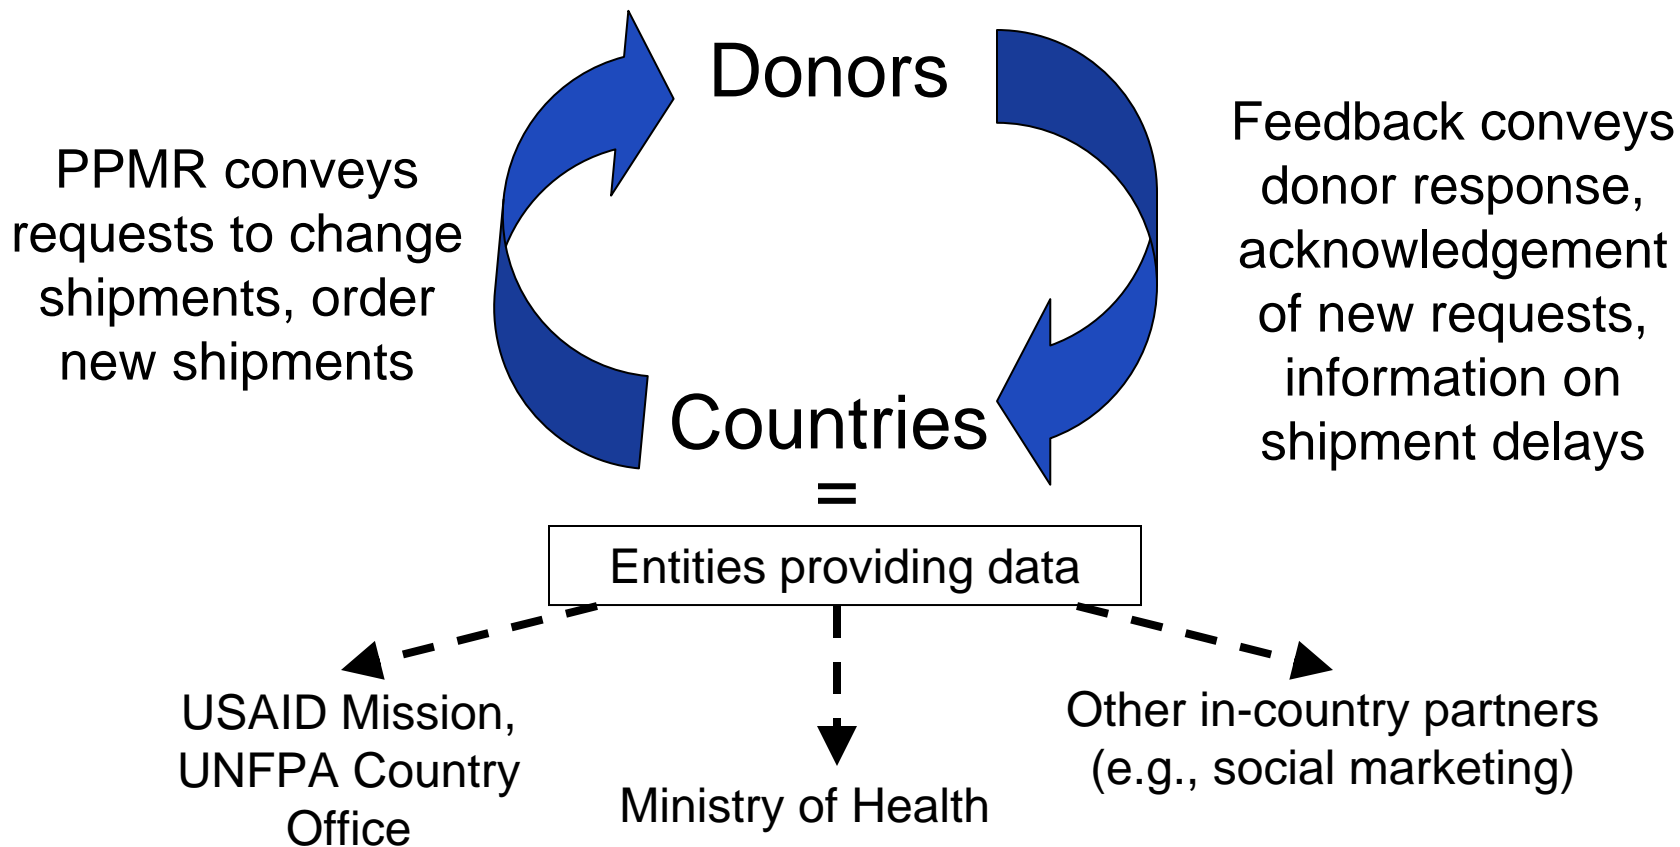 Donors
PPMR conveys
requests to change
shipments, order
new shipments
Feedback conveys
donor response,
acknowledgement
of new requests,
information on
shipment delays
Countries
=
Entities providing data
USAID Mission,
UNFPA Country
Office
Ministry of Health
Other in-country partners
(e.g., social marketing)